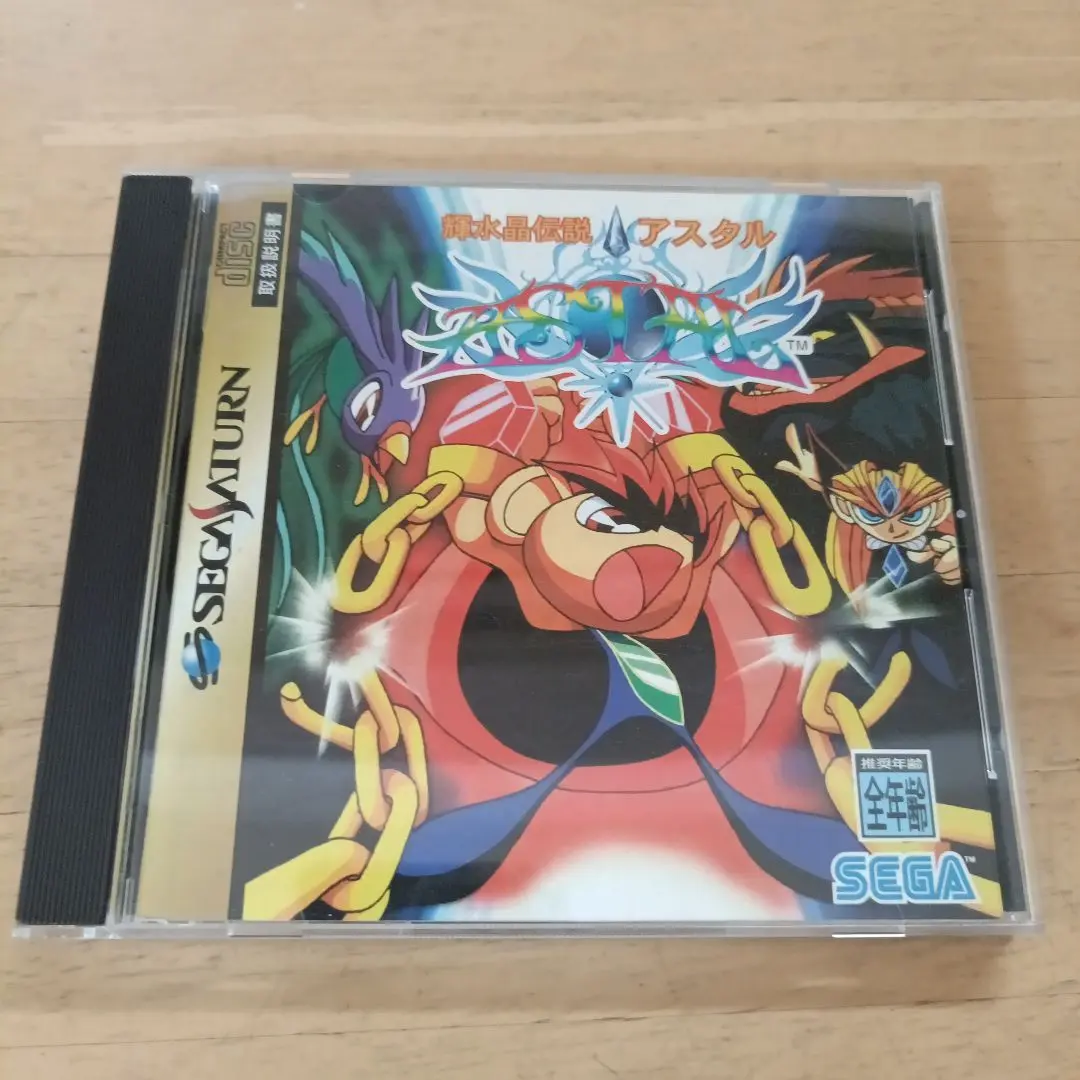 COMPACT
disc
取扱説明書
SEGA SATURN
輝水晶伝説 アスタル
ASTAL
TM
推奨年齢
全年齢
SEGA
TM